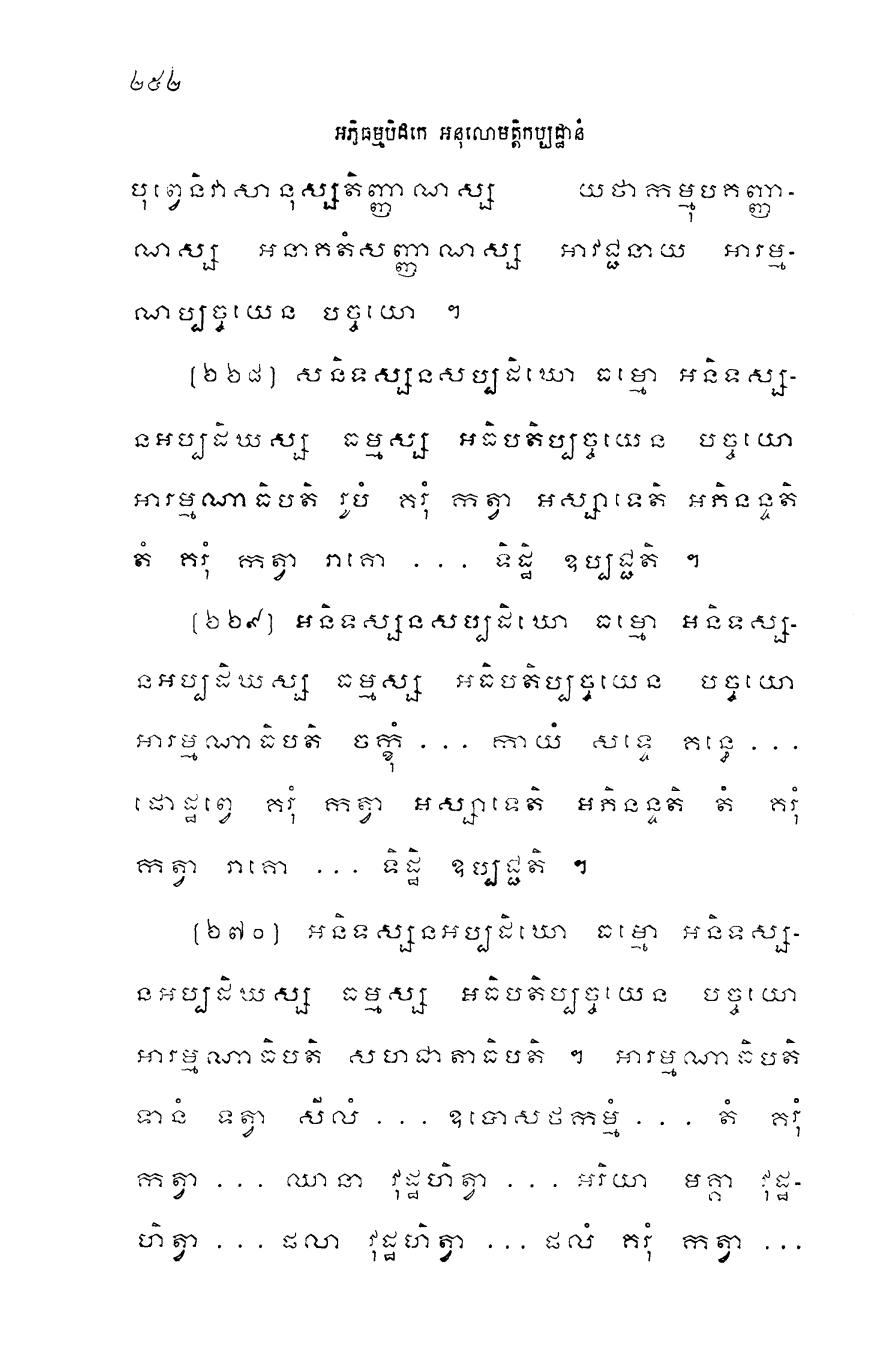 ២៥២
អភិធម្មបិដកេ អនុលោមត្តិកប្បដ្ឋានំ
បុព្វេនិវាសានុស្សតិញ្ញាណស្ស យថាកម្មុបគញ្ញា-
ណស្ស អនាគតំសញ្ញាណស្ស អាវជ្ជនាយ អារម្ម-
ណប្បច្ចយេន បច្ចយោ ។
[២៦៨] សនិទស្សនសប្បដិឃោ ធម្មោ អនិទស្ស-
នអប្បដិឃស្ស ធម្មស្ស អធិបតិប្បច្ចយេន បច្ចយោ
អារម្មណាធិបតិ រូបំ គរុំ កត្វា អស្សាទេតិ អភិនន្ទតិ
តំ គរុំ កត្វា រាគោ ... ទិដ្ឋិ ឧប្បជ្ជតិ ។
[២៦៩] អនិទស្សនសប្បដិឃោ ធម្មោ អនិទស្ស-
នអប្បដិឃស្ស ធម្មស្ស អធិបតិប្បច្ចយេន បច្ចយោ
អារម្មណាធិបតិ ចក្ខុំ ... កាយំ សទ្ទេ គន្ធេ ...
ផោដ្ឋព្វេ គរុំ កត្វា អស្សាទេតិ អភិនន្ទតិ តំ គរុំ
កត្វា រាគោ ... ទិដ្ឋិ ឧប្បជ្ជតិ ។
[២៧០] អនិទស្សនអប្បដិឃោ ធម្មោ អនិទស្ស-
នអប្បដិឃស្ស ធម្មស្ស អធិបតិប្បច្ចយេន បច្ចយោ
អារម្មណាធិបតិ សហជាតាធិបតិ ។ អារម្មណាធិបតិ
ទានំ ទត្វា សីលំ ... ឧបោសថកម្មំ ... តំ គរុំ
កត្វា ... ឈានា វុដ្ឋហិត្វា ... អរិយា មគ្គា វុដ្ឋ-
ហិត្វា ... ផលា វុដ្ឋហិត្វា ... ផលំ គរុំ កត្វា ...